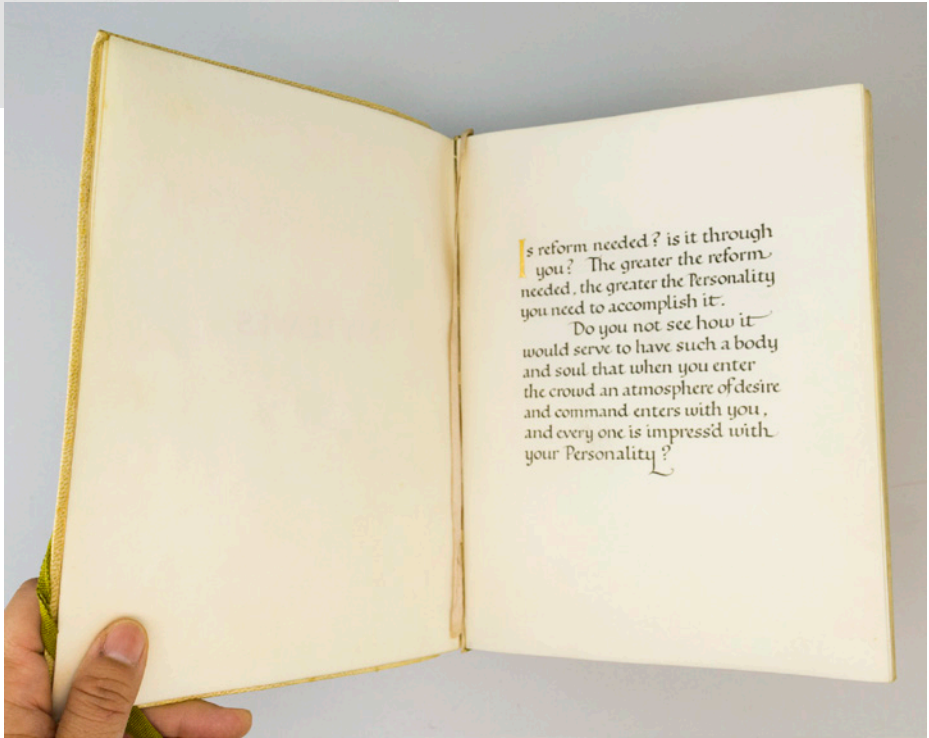 Is reform needed? is it through
you? The greater the reform
needed, the greater the Personality
you need to accomplish it.
Do you not see how it
would serve to have such a body
and soul that when you enter
the crowd an atmosphere of desire
and command enters with you,
and every one is impress'd with
your Personality?